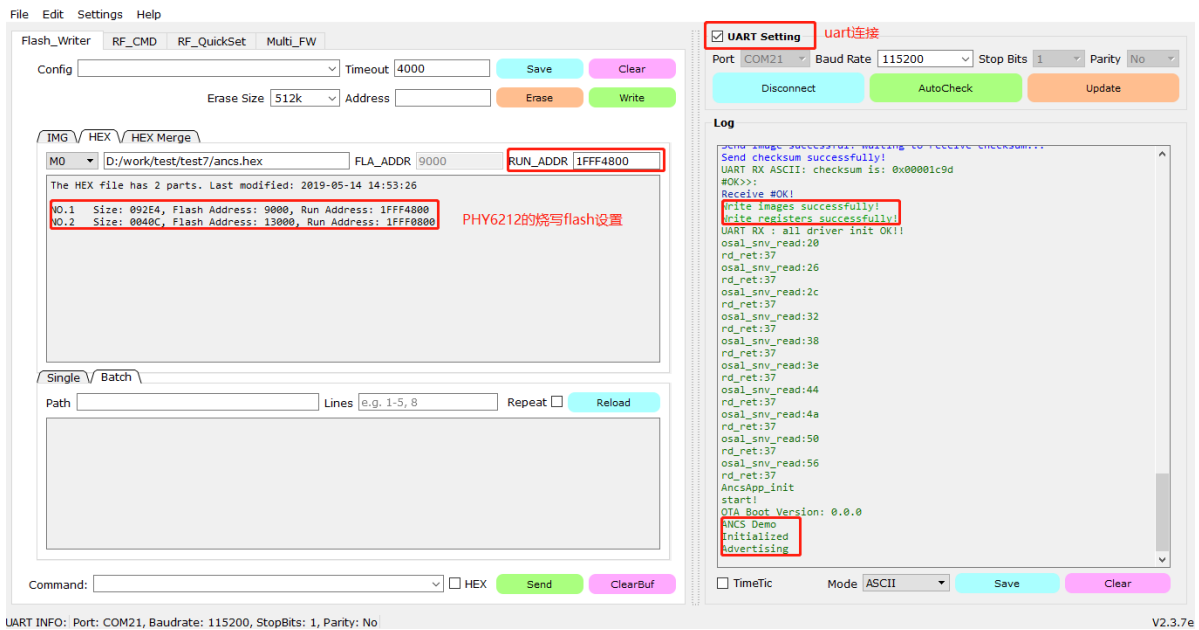 File Edit Settings Help
Flash_Writer RF_CMD RF_QuickSet Multi_FW
Config Timeout 4000 Save Clear
Erase Size 512k Address Erase Write
IMG HEX HEX Merge
M0 D:/work/test/test7/ancs.hex FLA_ADDR 9000 RUN_ADDR 1FFF4800
The HEX file has 2 parts. Last modified: 2019-05-14 14:53:26
NO.1 Size: 092E4, Flash Address: 9000, Run Address: 1FFF4800
NO.2 Size: 0040C, Flash Address: 13000, Run Address: 1FFF0800
PHY6212的烧写flash设置
Single Batch
Path Lines e.g. 1-5, 8 Repeat Reload
Command: HEX Send ClearBuf
UART Setting uart连接
Port COM21 Baud Rate 115200 Stop Bits 1 Parity No
Disconnect AutoCheck Update
Log
Send image successful! Waiting to receive checksum...
Send checksum successfully!
UART RX ASCII: checksum is: 0x00001c9d
#OK>>:
Receive #OK!
Write images successfully!
Write registers successfully!
UART RX : all driver init OK!!
osal_snv_read:20
rd_ret:37
osal_snv_read:26
rd_ret:37
osal_snv_read:2c
rd_ret:37
osal_snv_read:32
rd_ret:37
osal_snv_read:38
rd_ret:37
osal_snv_read:3e
rd_ret:37
osal_snv_read:44
rd_ret:37
osal_snv_read:4a
rd_ret:37
osal_snv_read:50
rd_ret:37
osal_snv_read:56
rd_ret:37
AncsApp_init
start!
OTA Boot Version: 0.0.0
ANCS Demo
Initialized
Advertising
TimeTic Mode ASCII Save Clear
UART INFO: Port: COM21, Baudrate: 115200, StopBits: 1, Parity: No
V2.3.7e